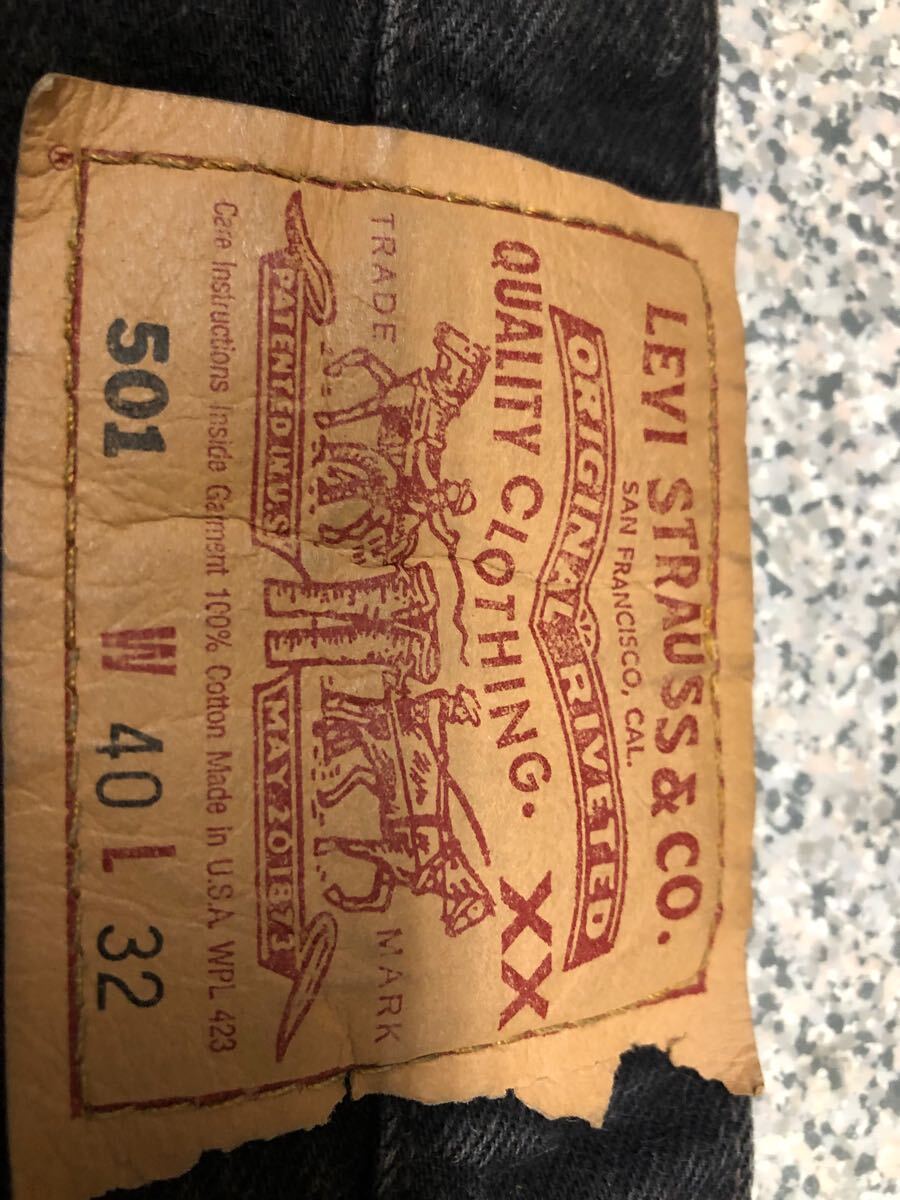 LEVI STRAUSS & CO.
SAN FRANCISCO, CAL.
ORIGINAL RIVETED
QUALITY CLOTHING. XX
TRADE MARK
PATENTED IN U.S. MAY 20 1873
Care Instructions Inside Garment 100% Cotton Made in U.S.A. WPL 423
501 W 40 L 32
®